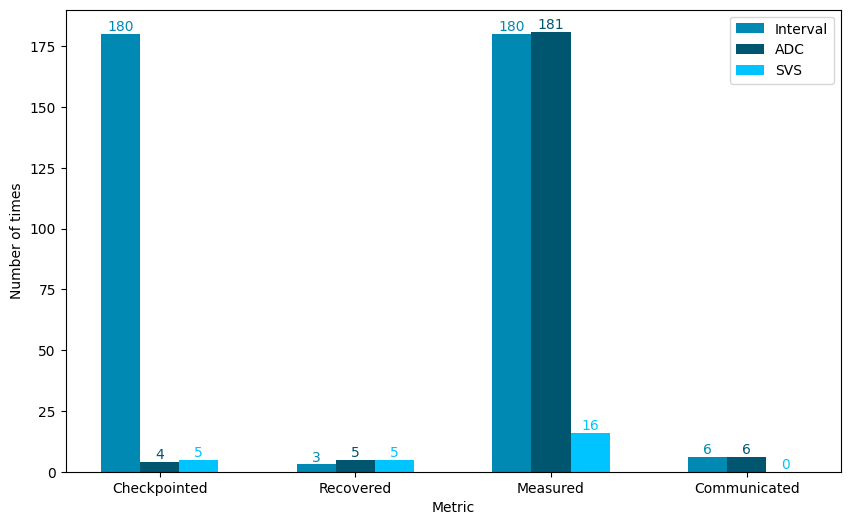 Interval
ADC
SVS
Number of times
175
150
125
100
75
50
25
0
180
4
5
3
5
5
180
181
16
6
6
0
Checkpointed
Recovered
Measured
Communicated
Metric